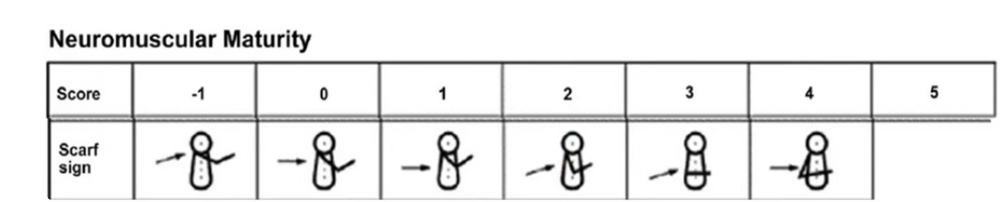 Neuromuscular Maturity
Score -1 0 1 2 3 4 5
Scarf
sign